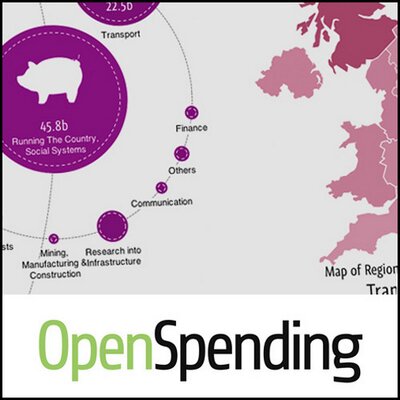 22.5b
Transport
45.8b
Running The Country,
Social Systems
Finance
Others
Communication
Mining,
Manufacturing &
Construction
Research into
Infrastructure
Map of Region
Tran
OpenSpending